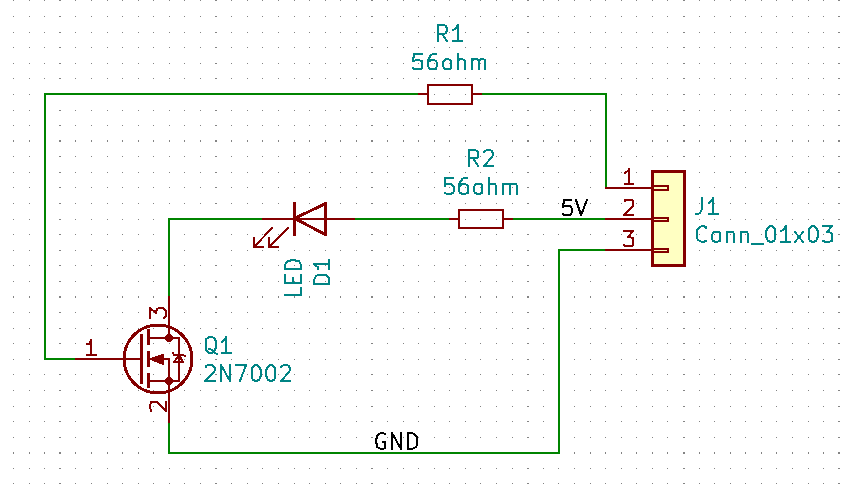 R1
56ohm
R2
56ohm
1
5V
2
J1
3
Conn_01x03
LED
D1
3
1
Q1
2N7002
2
GND